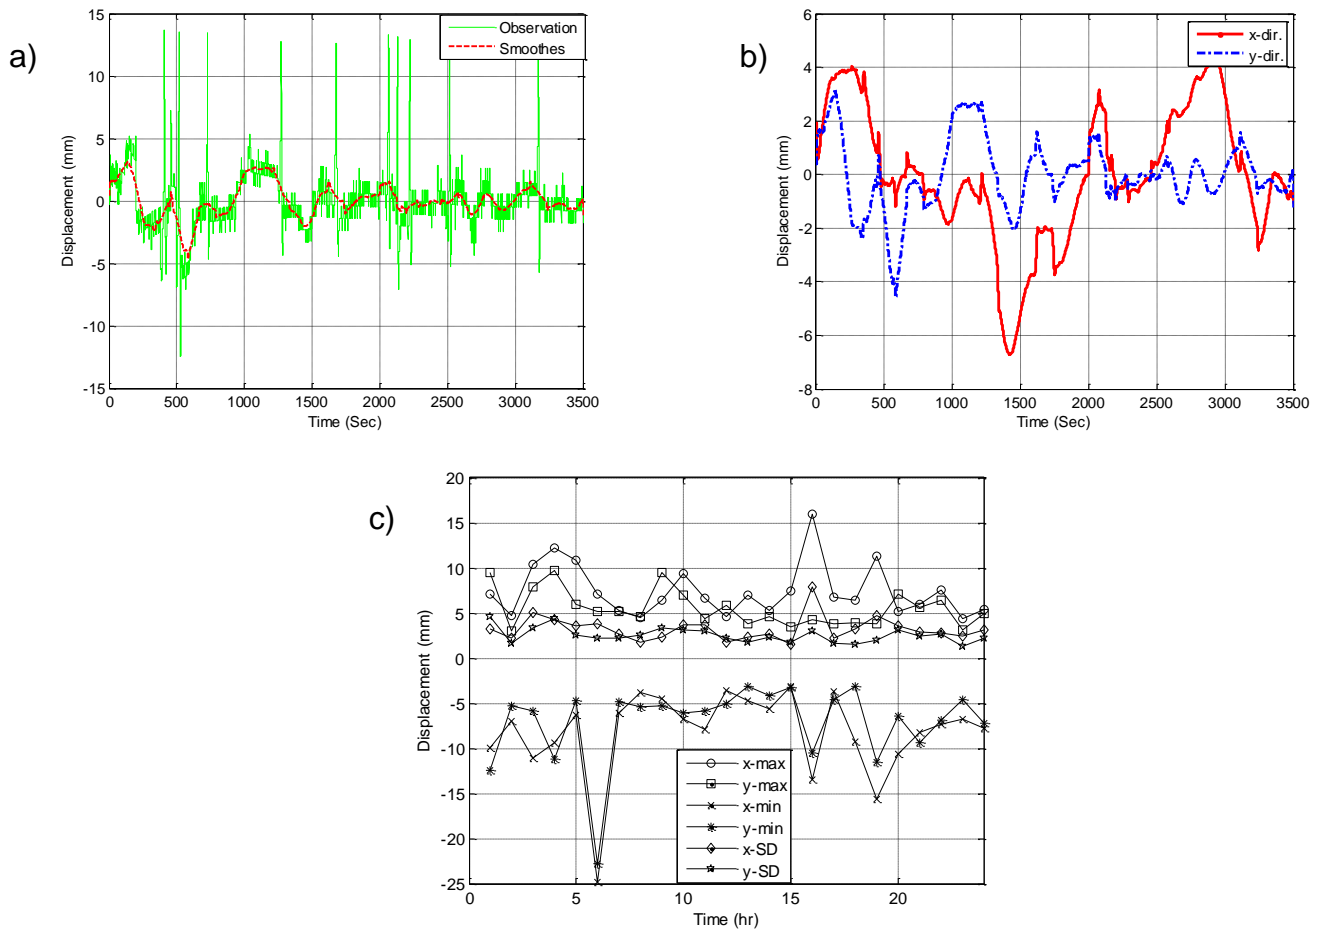 a)
15
10
5
0
-5
-10
-15
0 500 1000 1500 2000 2500 3000 3500
Displacement (mm)
Time (Sec)
Observation
Smoothes
b)
6
4
2
0
-2
-4
-6
-8
0 500 1000 1500 2000 2500 3000 3500
Displacement (mm)
Time (Sec)
x-dir.
y-dir.
c)
20
15
10
5
0
-5
-10
-15
-20
-25
0 5 10 15 20
Displacement (mm)
Time (hr)
x-max
y-max
x-min
y-min
x-SD
y-SD